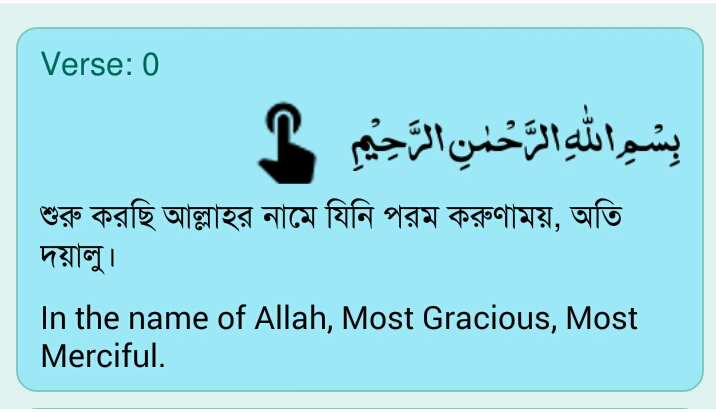 Verse: 0
بِسْمِ اللّٰهِ الرَّحْمٰنِ الرَّحِيْمِ
শুরু করছি আল্লাহর নামে যিনি পরম করুণাময়, অতি
দয়ালু।
In the name of Allah, Most Gracious, Most
Merciful.